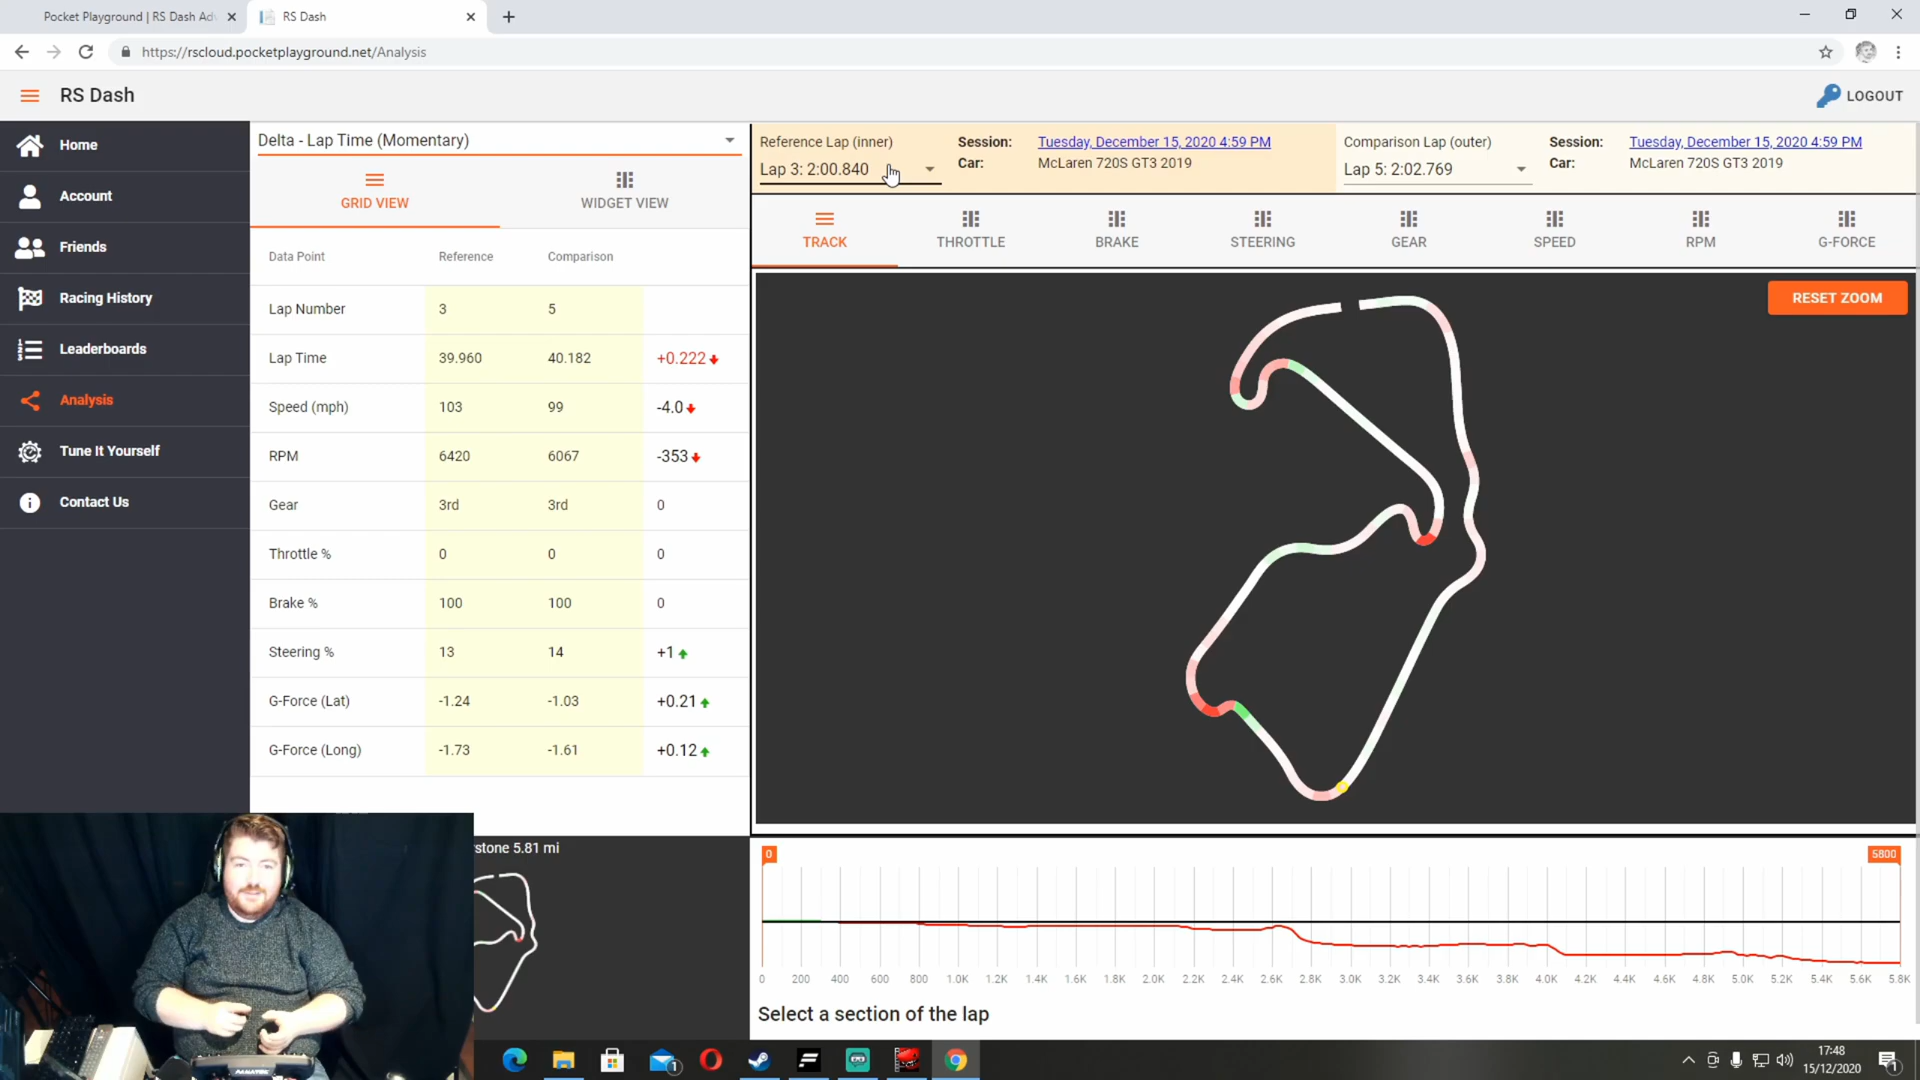 Pocket Playground | RS Dash Adv
RS Dash
https://rscloud.pocketplayground.net/Analysis
RS Dash
LOGOUT
Home
Account
Friends
Racing History
Leaderboards
Analysis
Tune It Yourself
Contact Us
Delta - Lap Time (Momentary)
GRID VIEW
WIDGET VIEW
Data Point Reference Comparison
Lap Number 3 5
Lap Time 39.960 40.182 +0.222
Speed (mph) 103 99 -4.0
RPM 6420 6067 -353
Gear 3rd 3rd 0
Throttle % 0 0 0
Brake % 100 100 0
Steering % 13 14 +1
G-Force (Lat) -1.24 -1.03 +0.21
G-Force (Long) -1.73 -1.61 +0.12
Reference Lap (inner)
Lap 3: 2:00.840
Session: Tuesday, December 15, 2020 4:59 PM
Car: McLaren 720S GT3 2019
Comparison Lap (outer)
Lap 5: 2:02.769
Session: Tuesday, December 15, 2020 4:59 PM
Car: McLaren 720S GT3 2019
TRACK THROTTLE BRAKE STEERING GEAR SPEED RPM G-FORCE
RESET ZOOM
stone 5.81 mi
0 5800
0 200 400 600 800 1.0K 1.2K 1.4K 1.6K 1.8K 2.0K 2.2K 2.4K 2.6K 2.8K 3.0K 3.2K 3.4K 3.6K 3.8K 4.0K 4.2K 4.4K 4.6K 4.8K 5.0K 5.2K 5.4K 5.6K 5.8K
Select a section of the lap
FANATEC
1
17:48
15/12/2020
1